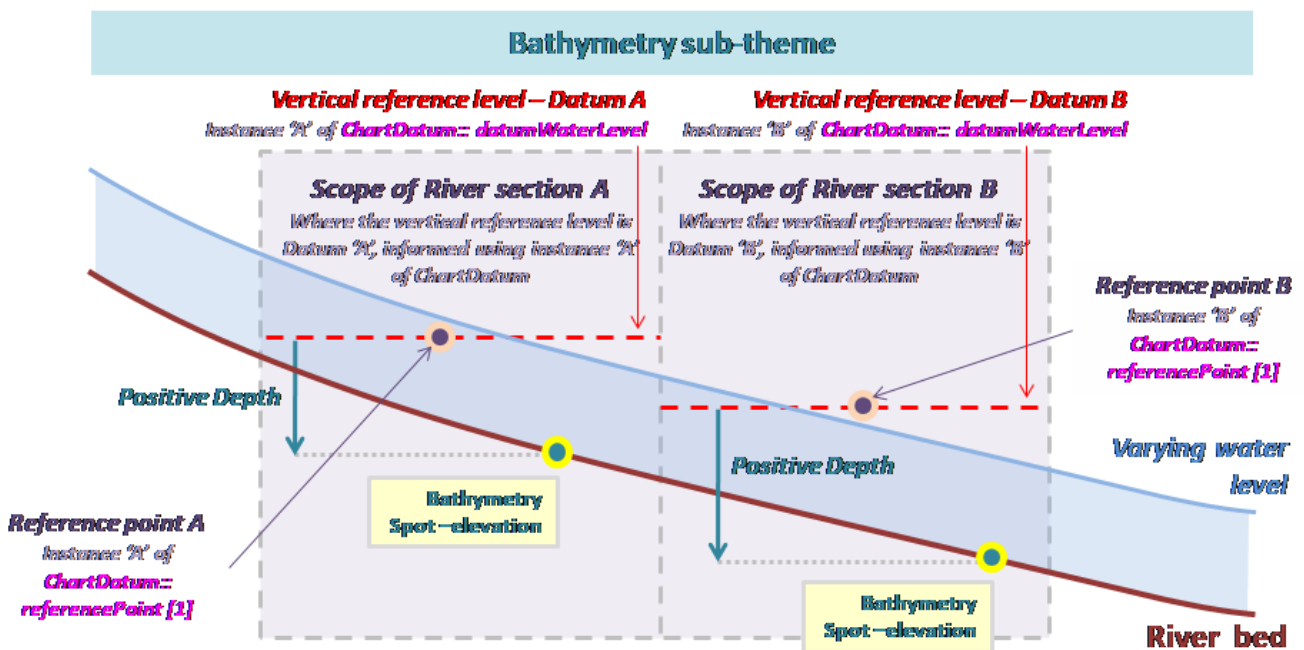 Bathymetry sub-theme
Vertical reference level – Datum A
Instance ‘A’ of ChartDatum:: datumWaterLevel
Vertical reference level – Datum B
Instance ‘B’ of ChartDatum:: datumWaterLevel
Scope of River section A
Where the vertical reference level is
Datum ‘A’, informed using instance ‘A’
of ChartDatum
Scope of River section B
Where the vertical reference level is
Datum ‘B’, informed using instance ‘B’
of ChartDatum
Reference point B
Instance ‘B’ of
ChartDatum::
referencePoint [1]
Positive Depth
Positive Depth
Varying water
level
Bathymetry
Spot–elevation
Reference point A
Instance ‘A’ of
ChartDatum::
referencePoint [1]
Bathymetry
Spot–elevation
River bed